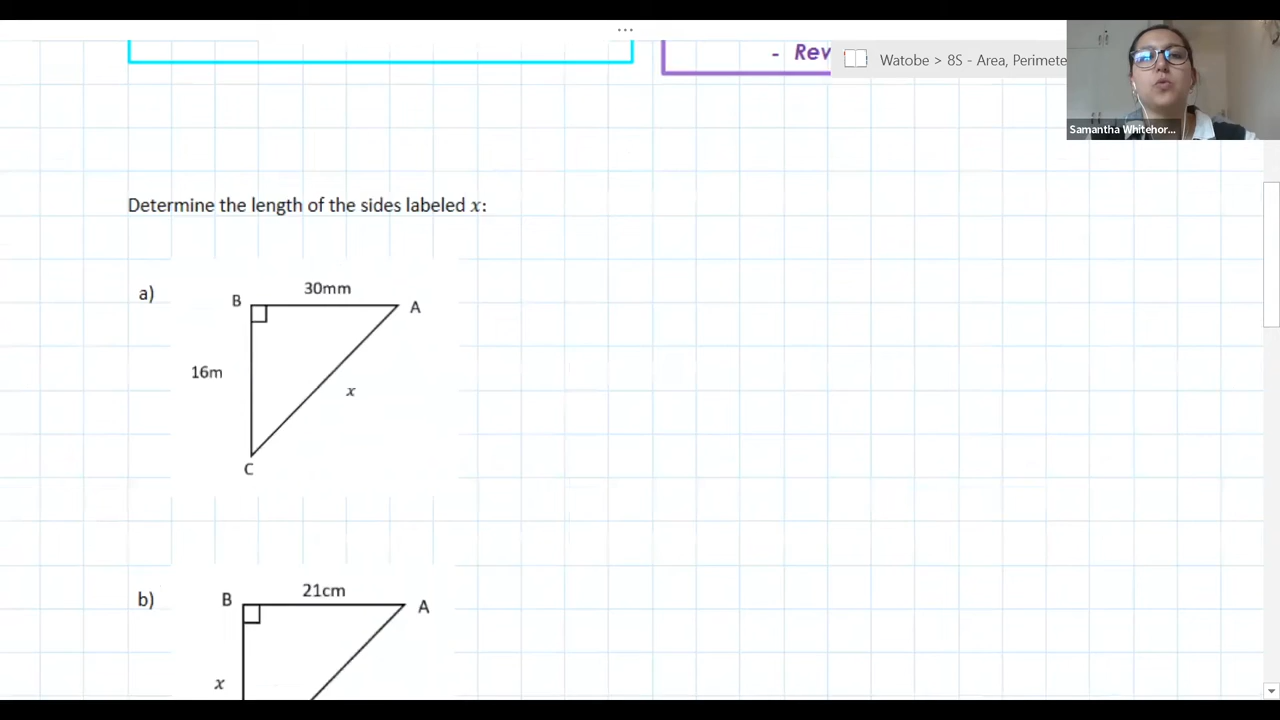 ...
- Rev
Watobe > 8S - Area, Perimete
Samantha Whitehor...
Determine the length of the sides labeled x:
a)
B
30mm
A
16m
x
C
b)
B
21cm
A
x